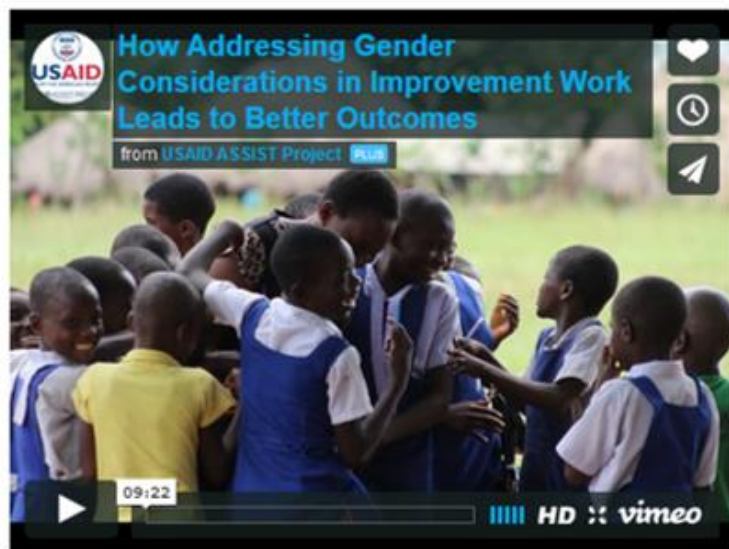 USAID
How Addressing Gender
Considerations in Improvement Work
Leads to Better Outcomes
from USAID ASSIST Project PLUS
09:22
HD vimeo